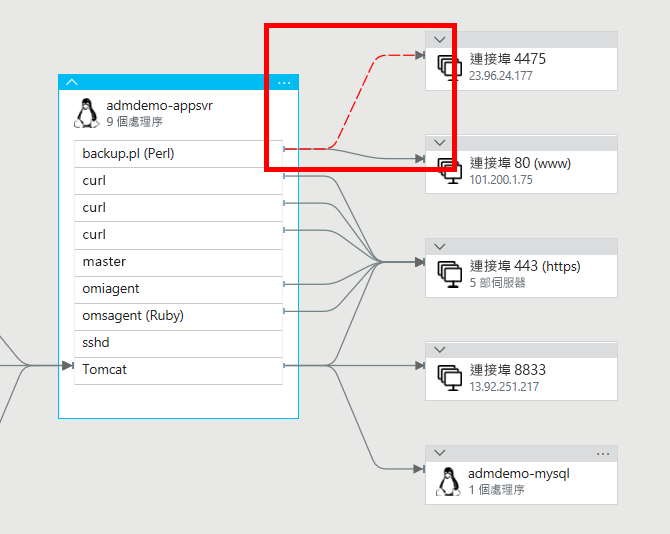 連接埠 4475
23.96.24.177
admdemo-appsvr
9 個處理序
backup.pl (Perl)
curl
curl
curl
master
omiagent
omsagent (Ruby)
sshd
Tomcat
連接埠 80 (www)
101.200.1.75
連接埠 443 (https)
5 部伺服器
連接埠 8833
13.92.251.217
admdemo-mysql
1 個處理序